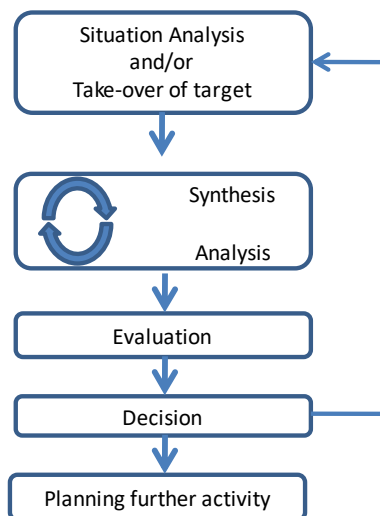 Situation Analysis
and/or
Take-over of target
Synthesis
Analysis
Evaluation
Decision
Planning further activity